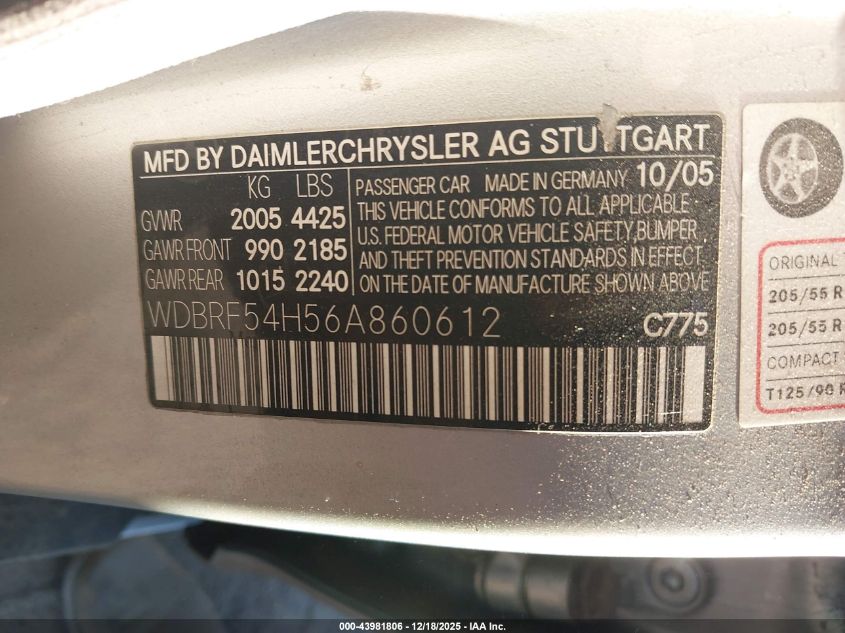 MFD BY DAIMLERCHRYSLER AG STUTTGART
KG LBS
GVWR 2005 4425
GAWR FRONT 990 2185
GAWR REAR 1015 2240
PASSENGER CAR MADE IN GERMANY 10/05
THIS VEHICLE CONFORMS TO ALL APPLICABLE
U.S. FEDERAL MOTOR VEHICLE SAFETY,BUMPER
AND THEFT PREVENTION STANDARDS IN EFFECT
ON THE DATE OF MANUFACTURE SHOWN ABOVE
WDBRF54H56A860612 C775
ORIGINAL
205/55 R
205/55 R
COMPACT
T125/90 R
000-43981806 / 12/18/2025 - IAA Inc.